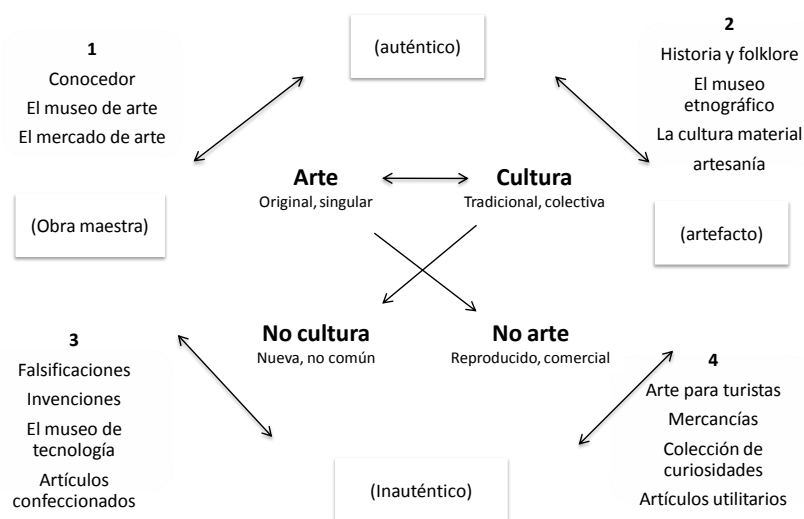 1
Conocedor
El museo de arte
El mercado de arte
(auténtico)
2
Historia y folklore
El museo
etnográfico
La cultura material
artesanía
Arte
Original, singular
Cultura
Tradicional, colectiva
(Obra maestra)
(artefacto)
No cultura
Nueva, no común
No arte
Reproducido, comercial
3
Falsificaciones
Invenciones
El museo de
tecnología
Artículos
confeccionados
(Inauténtico)
4
Arte para turistas
Mercancías
Colección de
curiosidades
Artículos utilitarios